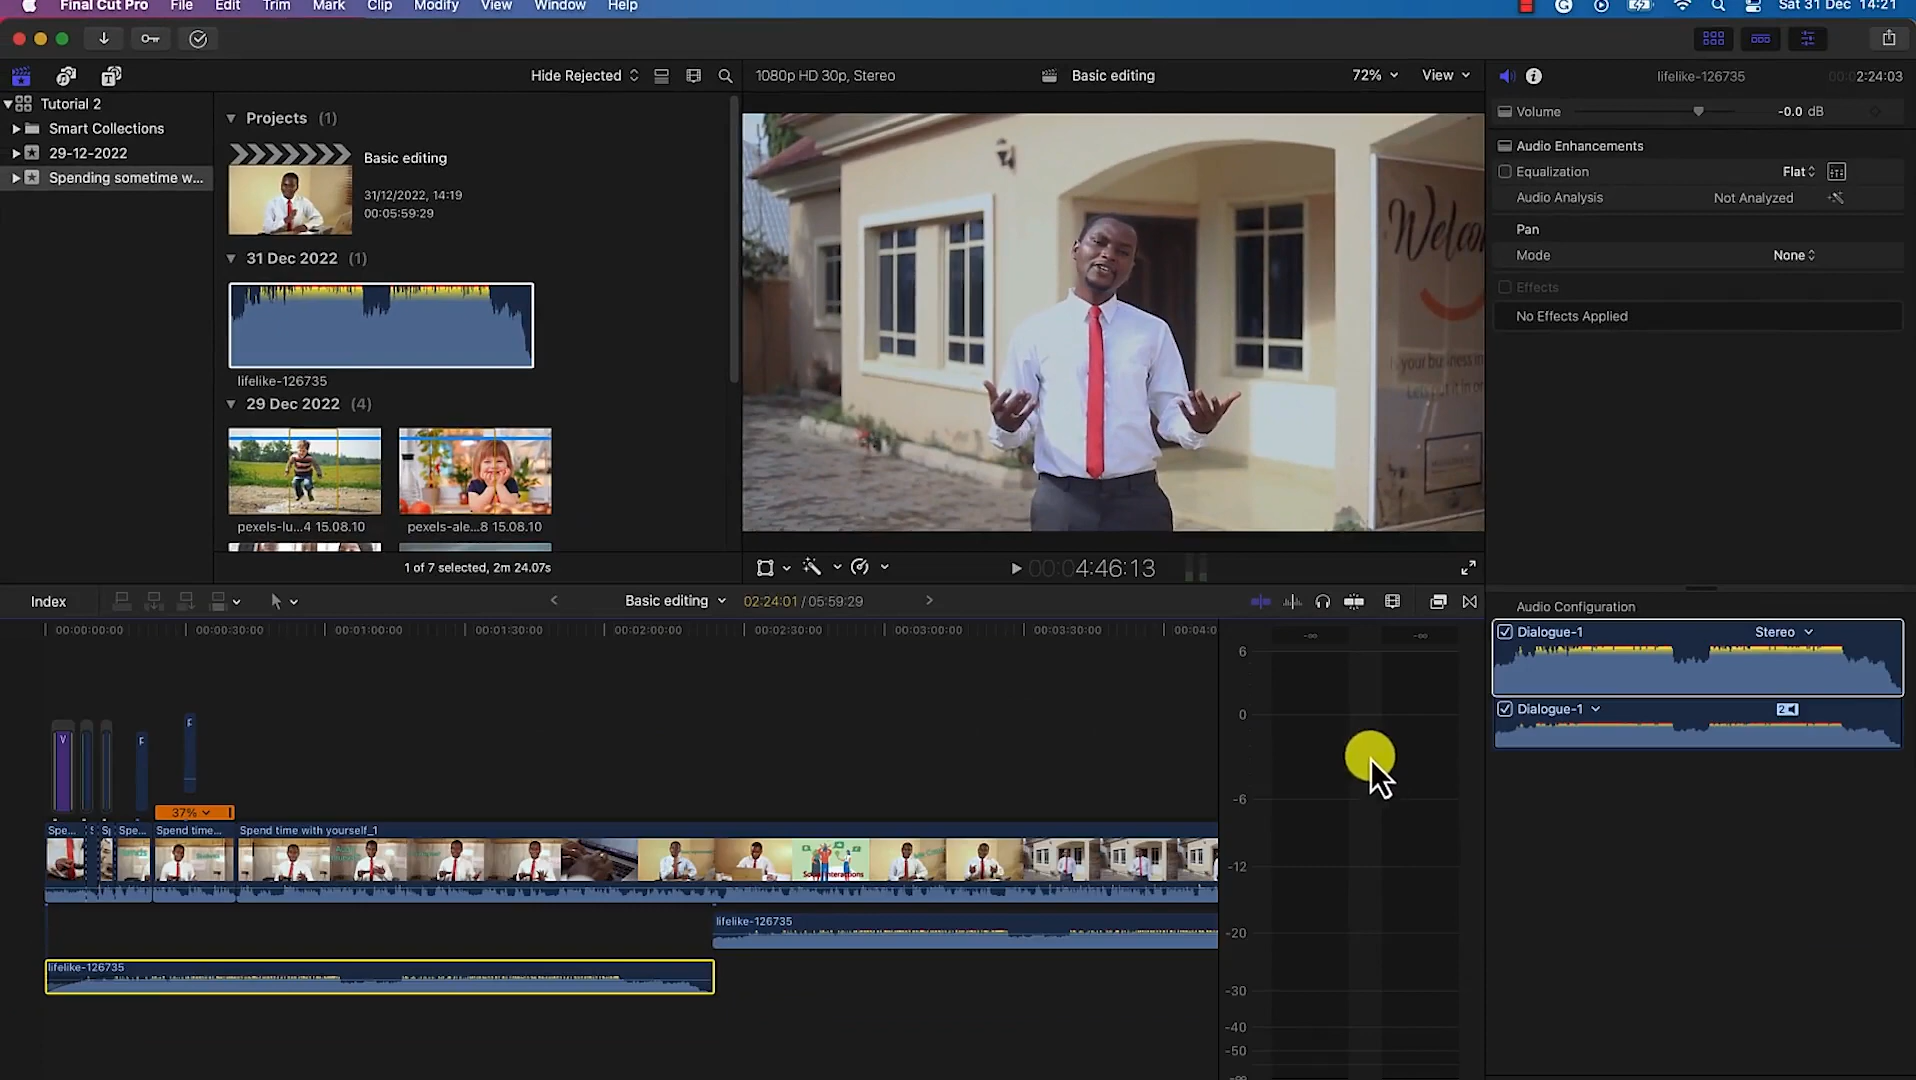 Final Cut Pro File Edit Trim Mark Clip Modify View Window Help Sat 31 Dec 14:21
Hide Rejected
1080p HD 30p, Stereo
Basic editing
72% View
lifelike-126735
2:24:03
Tutorial 2
Smart Collections
29-12-2022
Spending sometime w...
Projects (1)
Basic editing
31/12/2022, 14:19
00:05:59:29
31 Dec 2022 (1)
lifelike-126735
29 Dec 2022 (4)
pexels-lu...4 15.08.10
pexels-ale...8 15.08.10
1 of 7 selected, 2m 24.07s
Welco
is your business in
00:00:4:46:13
Volume -0.0 dB
Audio Enhancements
Equalization Flat
Audio Analysis Not Analyzed
Pan
Mode None
Effects
No Effects Applied
Index
Basic editing 02:24:01 / 05:59:29
00:00:00:00 00:00:30:00 00:01:00:00 00:01:30:00 00:02:00:00 00:02:30:00 00:03:00:00 00:03:30:00 00:04:0
V
F
F
37%
Spe... S Sp Spe... Spend time... Spend time with yourself_1
lifelike-126735
lifelike-126735
-∞ -∞
6
0
-6
-12
-20
-30
-40
-50
-∞
Audio Configuration
Dialogue-1 Stereo
Dialogue-1 2